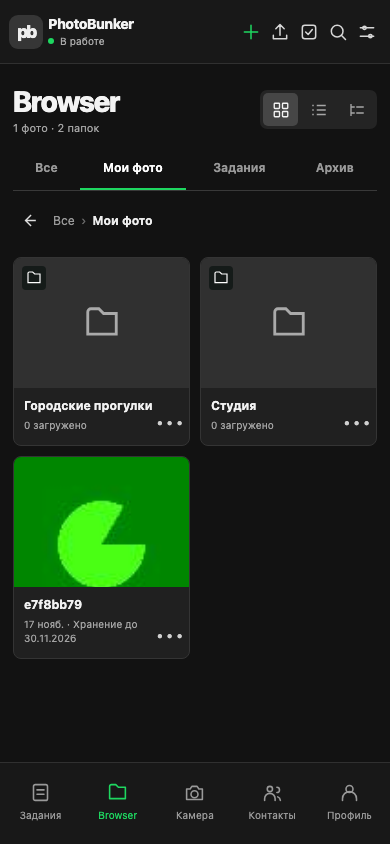 pb
PhotoBunker
В работе
Browser
1 фото · 2 папок
Все
Мои фото
Задания
Архив
Все › Мои фото
Городские прогулки
0 загружено
Студия
0 загружено
e7f8bb79
17 нояб. · Хранение до
30.11.2026
Задания
Browser
Камера
Контакты
Профиль